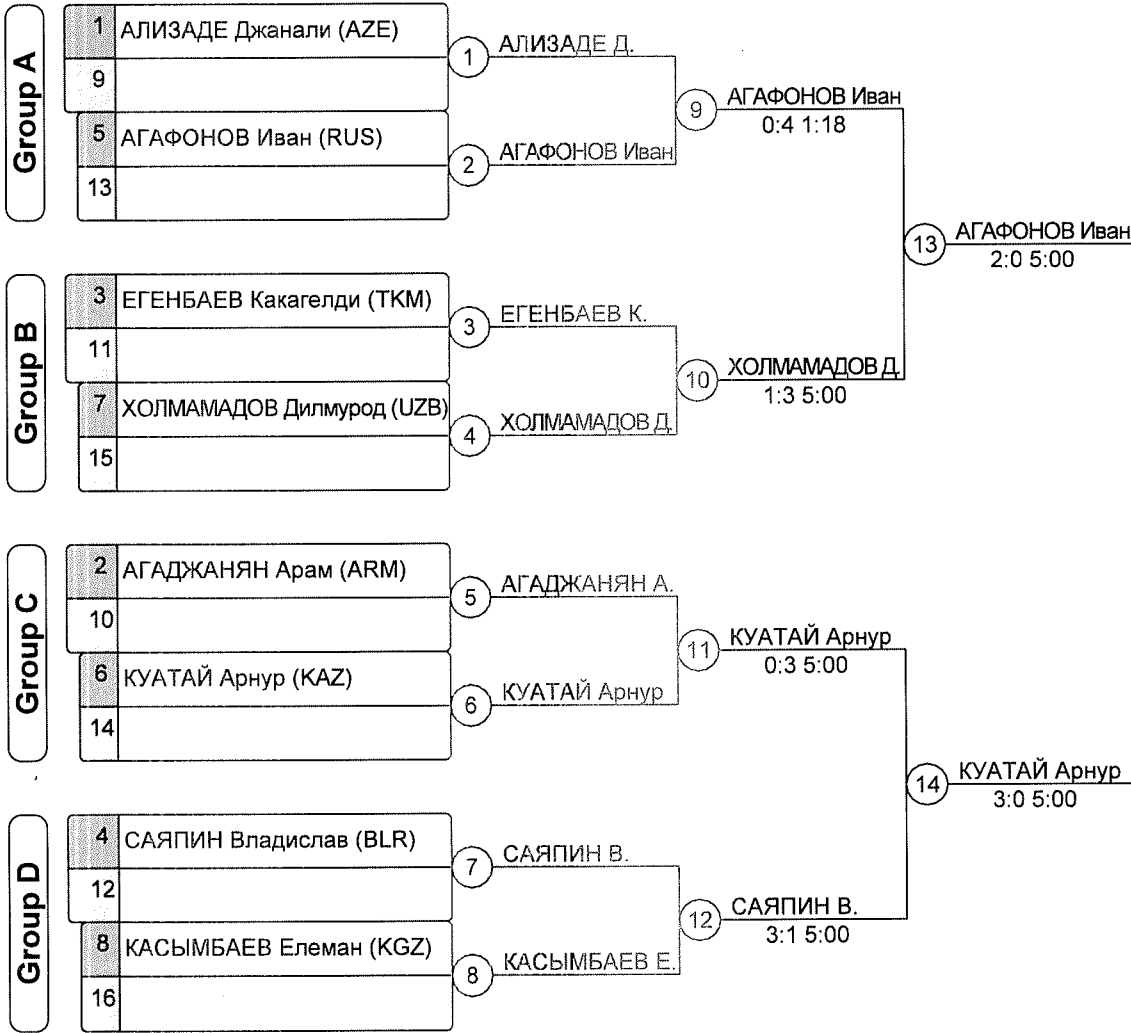 Group A
1 АЛИЗАДЕ Джанали (AZE)
9
5 АГАФОНОВ Иван (RUS)
13
1 АЛИЗАДЕ Д.
2 АГАФОНОВ Иван
9 АГАФОНОВ Иван
0:4 1:18
Group B
3 ЕГЕНБАЕВ Какагелди (TKM)
11
7 ХОЛМАМАДОВ Дилмурод (UZB)
15
3 ЕГЕНБАЕВ К.
4 ХОЛМАМАДОВ Д.
10 ХОЛМАМАДОВ Д.
1:3 5:00
13 АГАФОНОВ Иван
2:0 5:00
Group C
2 АГАДЖАНЯН Арам (ARM)
10
6 КУАТАЙ Арнур (KAZ)
14
5 АГАДЖАНЯН А.
6 КУАТАЙ Арнур
11 КУАТАЙ Арнур
0:3 5:00
Group D
4 САЯПИН Владислав (BLR)
12
8 КАСЫМБАЕВ Елеман (KGZ)
16
7 САЯПИН В.
8 КАСЫМБАЕВ Е.
12 САЯПИН В.
3:1 5:00
14 КУАТАЙ Арнур
3:0 5:00